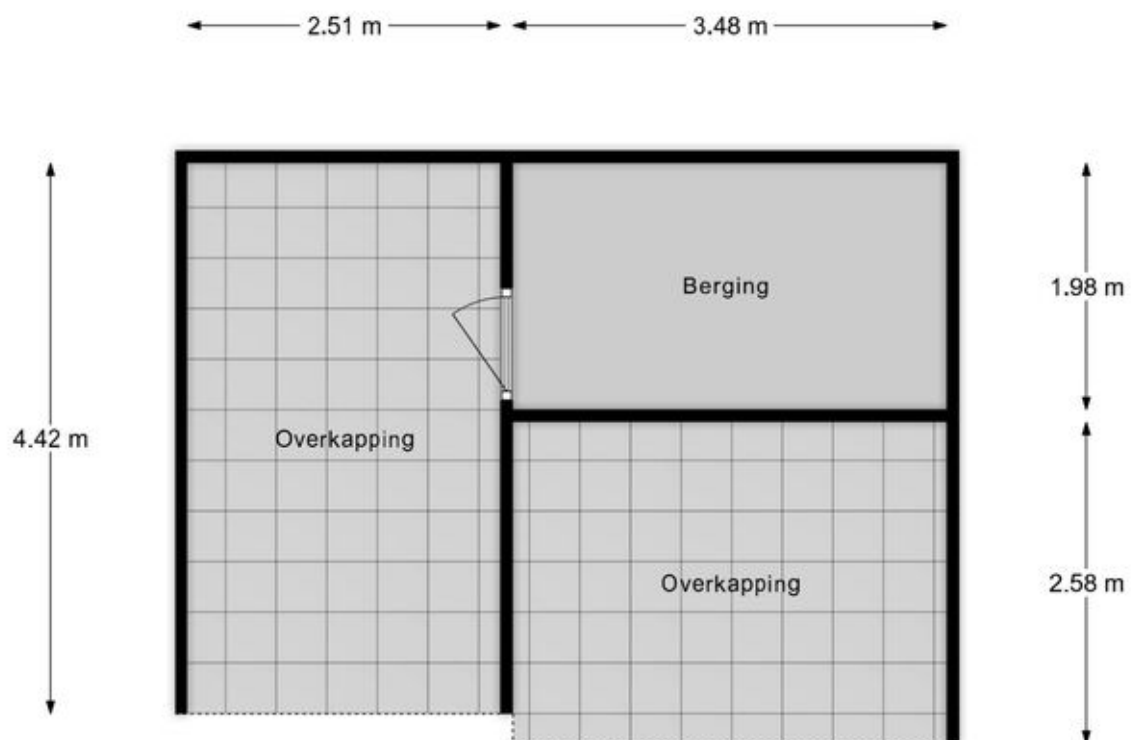 2.51 m
3.48 m
Berging
1.98 m
4.42 m
Overkapping
Overkapping
2.58 m